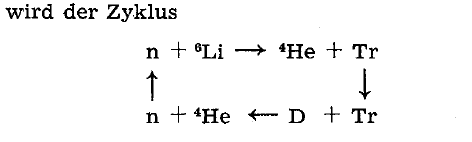 wird der Zyklus
n + ⁶Li → ⁴He + Tr
↑ ↓
n + ⁴He ← D + Tr